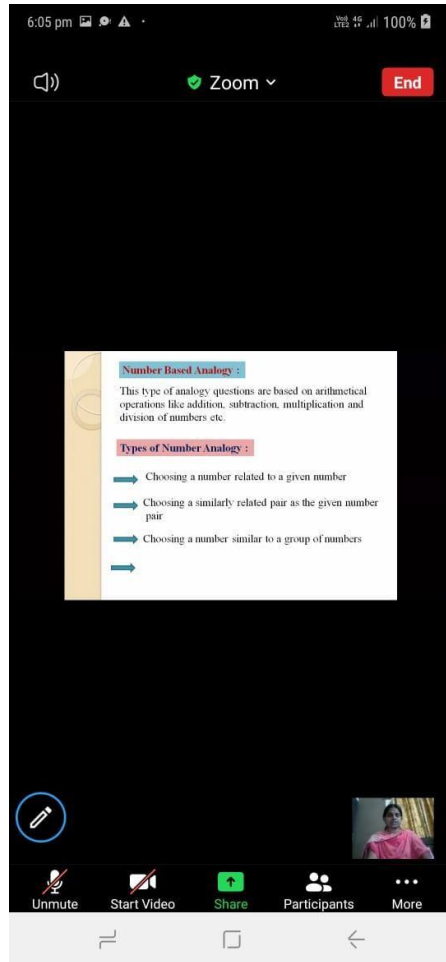 6:05 pm
Vo)) 4G
LTE2
100%
Zoom
End
Number Based Analogy :
This type of analogy questions are based on arithmetical
operations like addition, subtraction, multiplication and
division of numbers etc.
Types of Number Analogy :
Choosing a number related to a given number
Choosing a similarly related pair as the given number
pair
Choosing a number similar to a group of numbers
Unmute
Start Video
Share
Participants
More